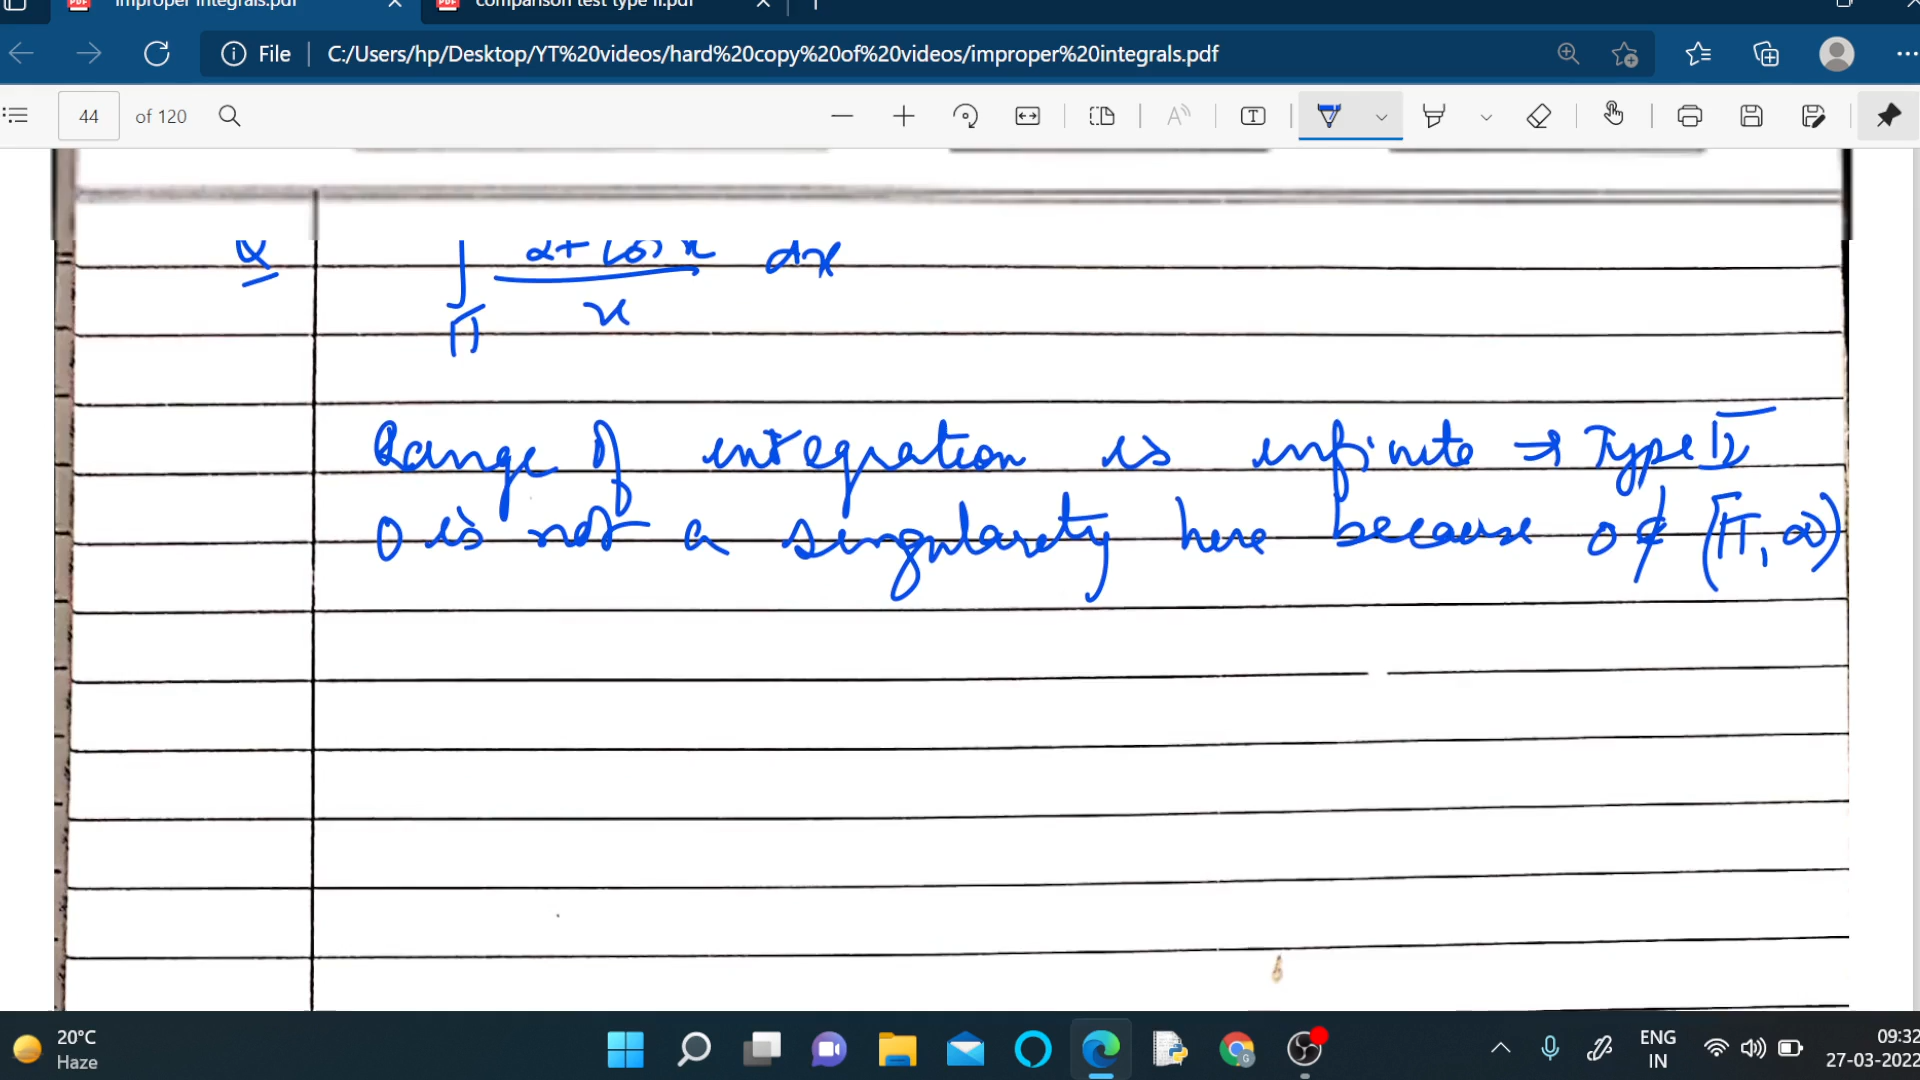 improper integrals.pdf
comparison test type II.pdf
File C:/Users/hp/Desktop/YT%20videos/hard%20copy%20of%20videos/improper%20integrals.pdf
44 of 120
Q ∫ 2+ cos x dx
π x
Range of integration is infinite ⇒ Type II
0 is not a singularity here because 0 ∉ (π, ∞)
20°C
Haze
ENG
IN
09:32
27-03-2022